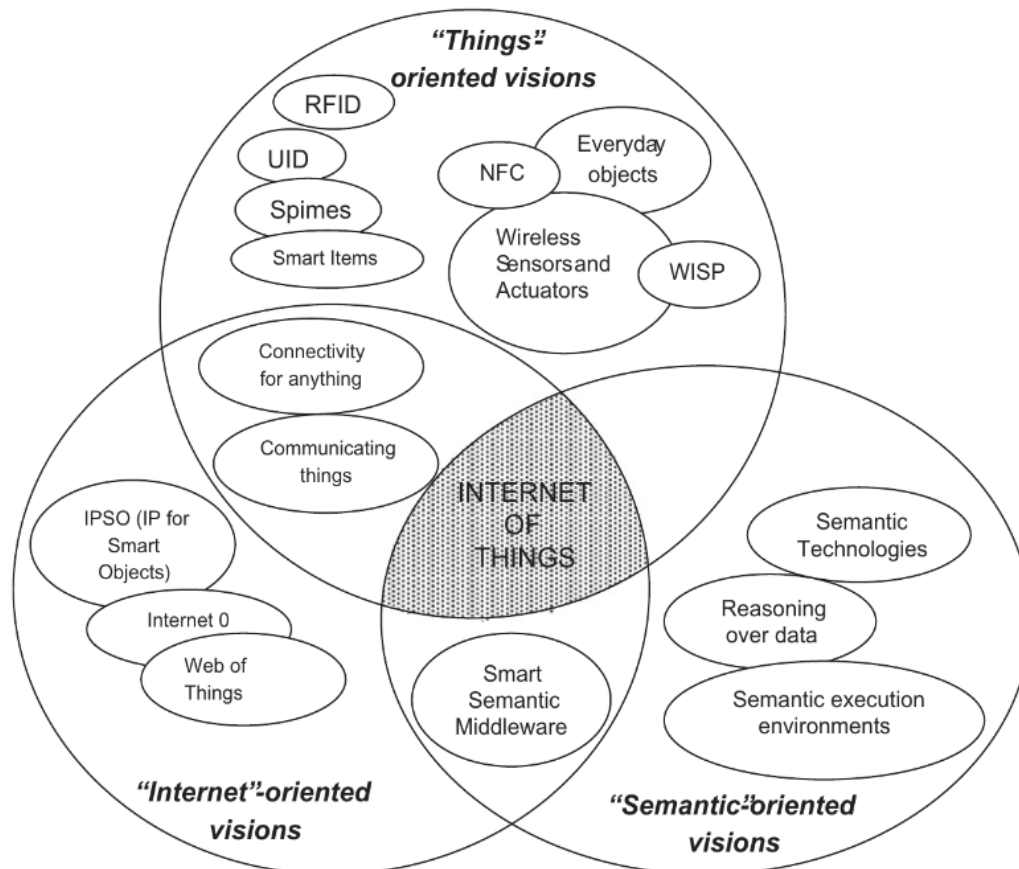 “Things”-
oriented visions
RFID
UID
Spimes
Smart Items
NFC
Everyday
objects
Wireless
Sensors and
Actuators
WISP
Connectivity
for anything
Communicating
things
INTERNET
OF
THINGS
IPSO (IP for
Smart
Objects)
Internet 0
Web of
Things
Semantic
Technologies
Reasoning
over data
Semantic execution
environments
Smart
Semantic
Middleware
“Internet”-oriented
visions
“Semantic”-oriented
visions